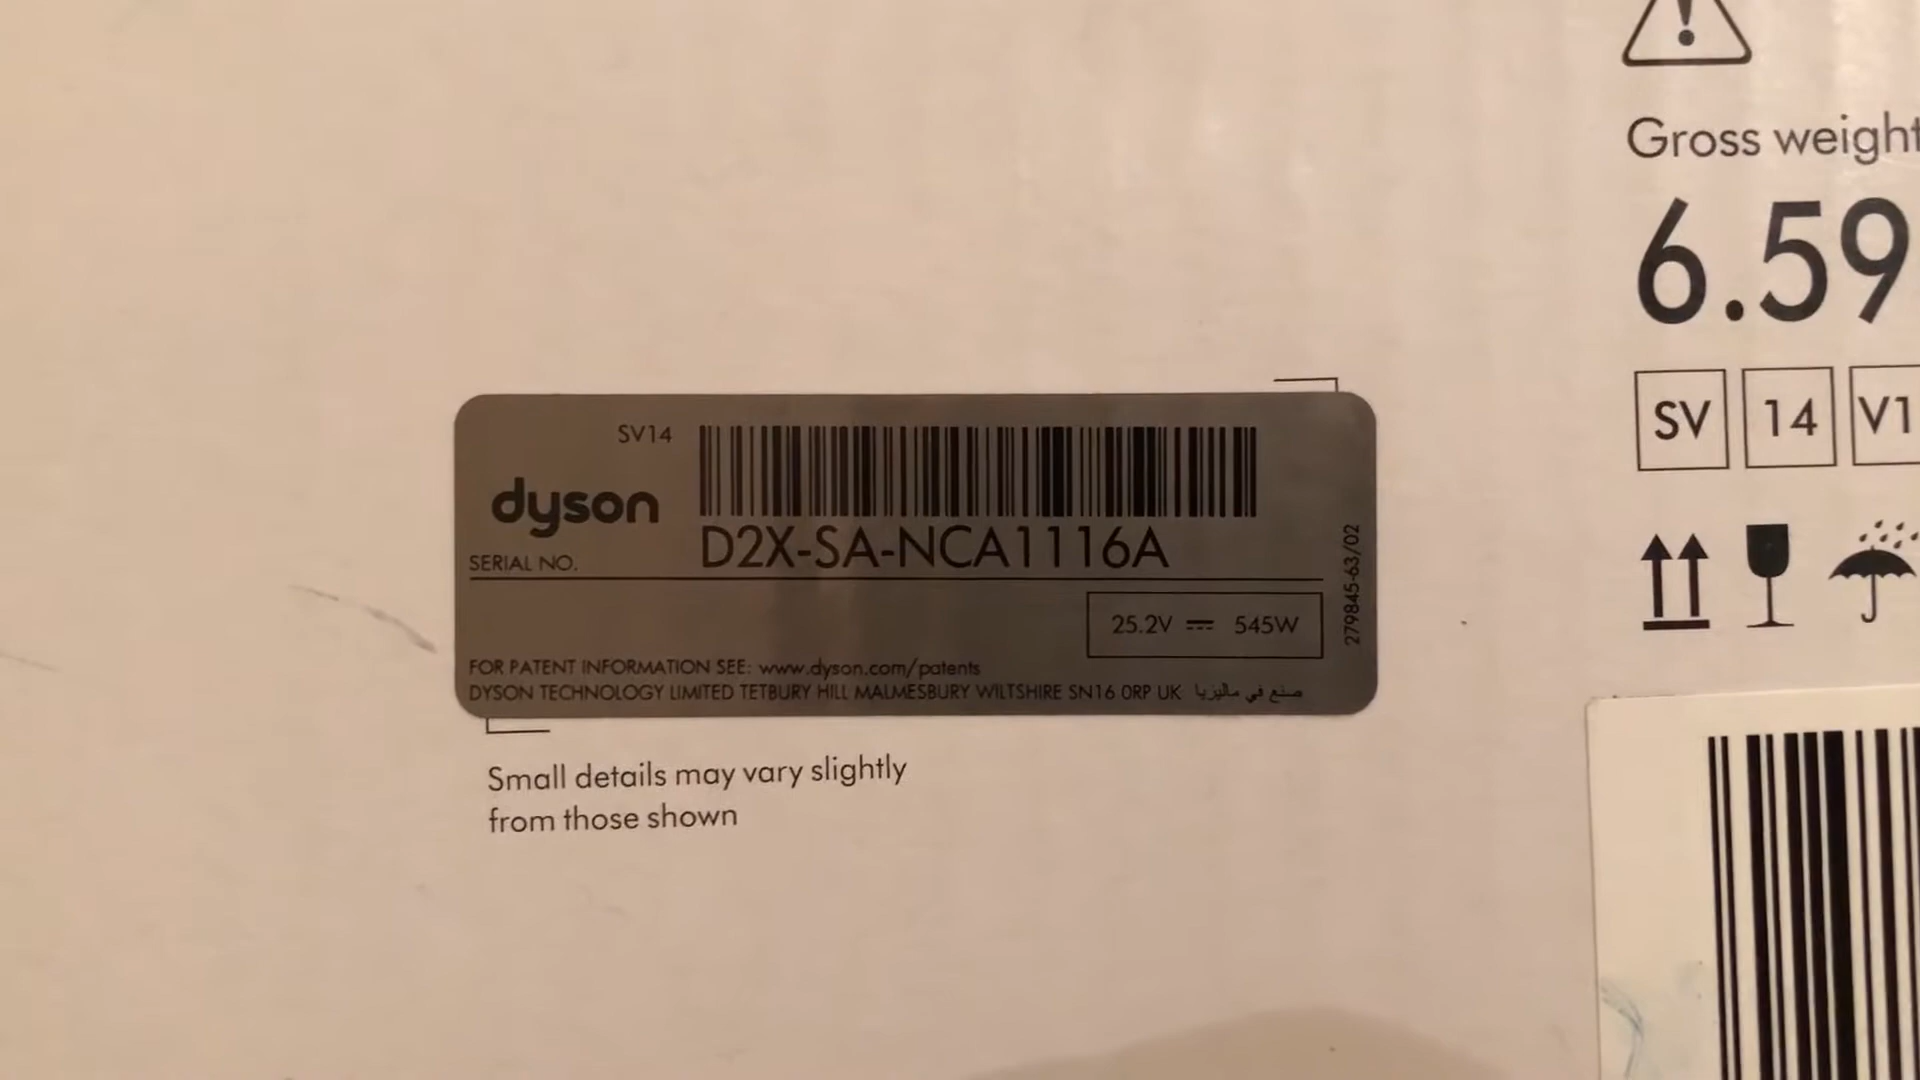 SV14
dyson
SERIAL NO. D2X-SA-NCA1116A
25.2V ⎓ 545W
279845-63/02
FOR PATENT INFORMATION SEE: www.dyson.com/patents
DYSON TECHNOLOGY LIMITED TETBURY HILL MALMESBURY WILTSHIRE SN16 0RP UK صنع في ماليزيا
Small details may vary slightly
from those shown
Gross weight
6.59
SV 14 V1